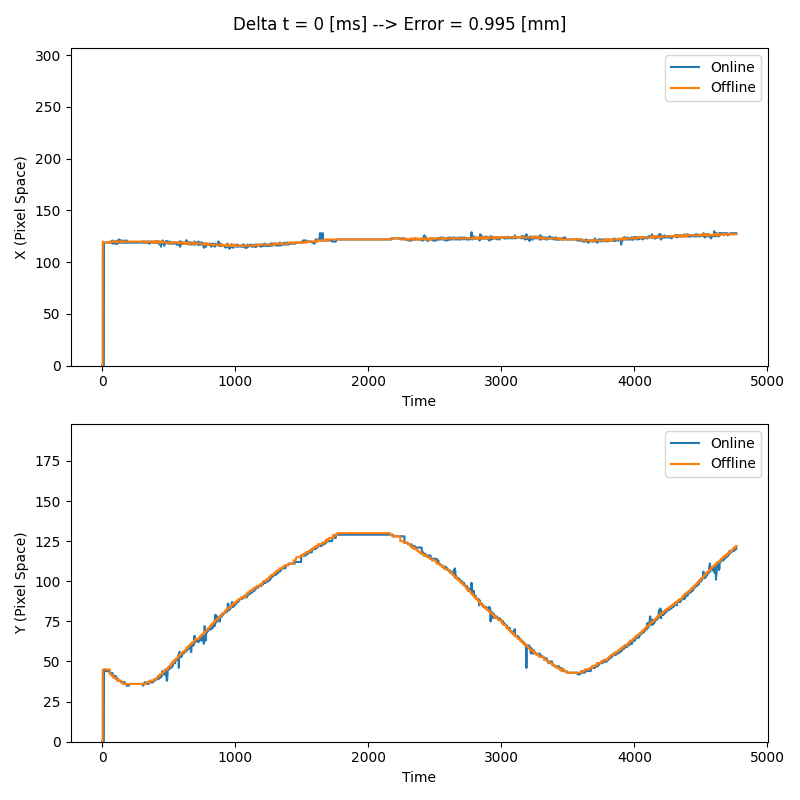 Delta t = 0 [ms] --> Error = 0.995 [mm]
300
250
200
150
100
50
0
X (Pixel Space)
Online
Offline
0 1000 2000 3000 4000 5000
Time
175
150
125
100
75
50
25
0
Y (Pixel Space)
Online
Offline
0 1000 2000 3000 4000 5000
Time